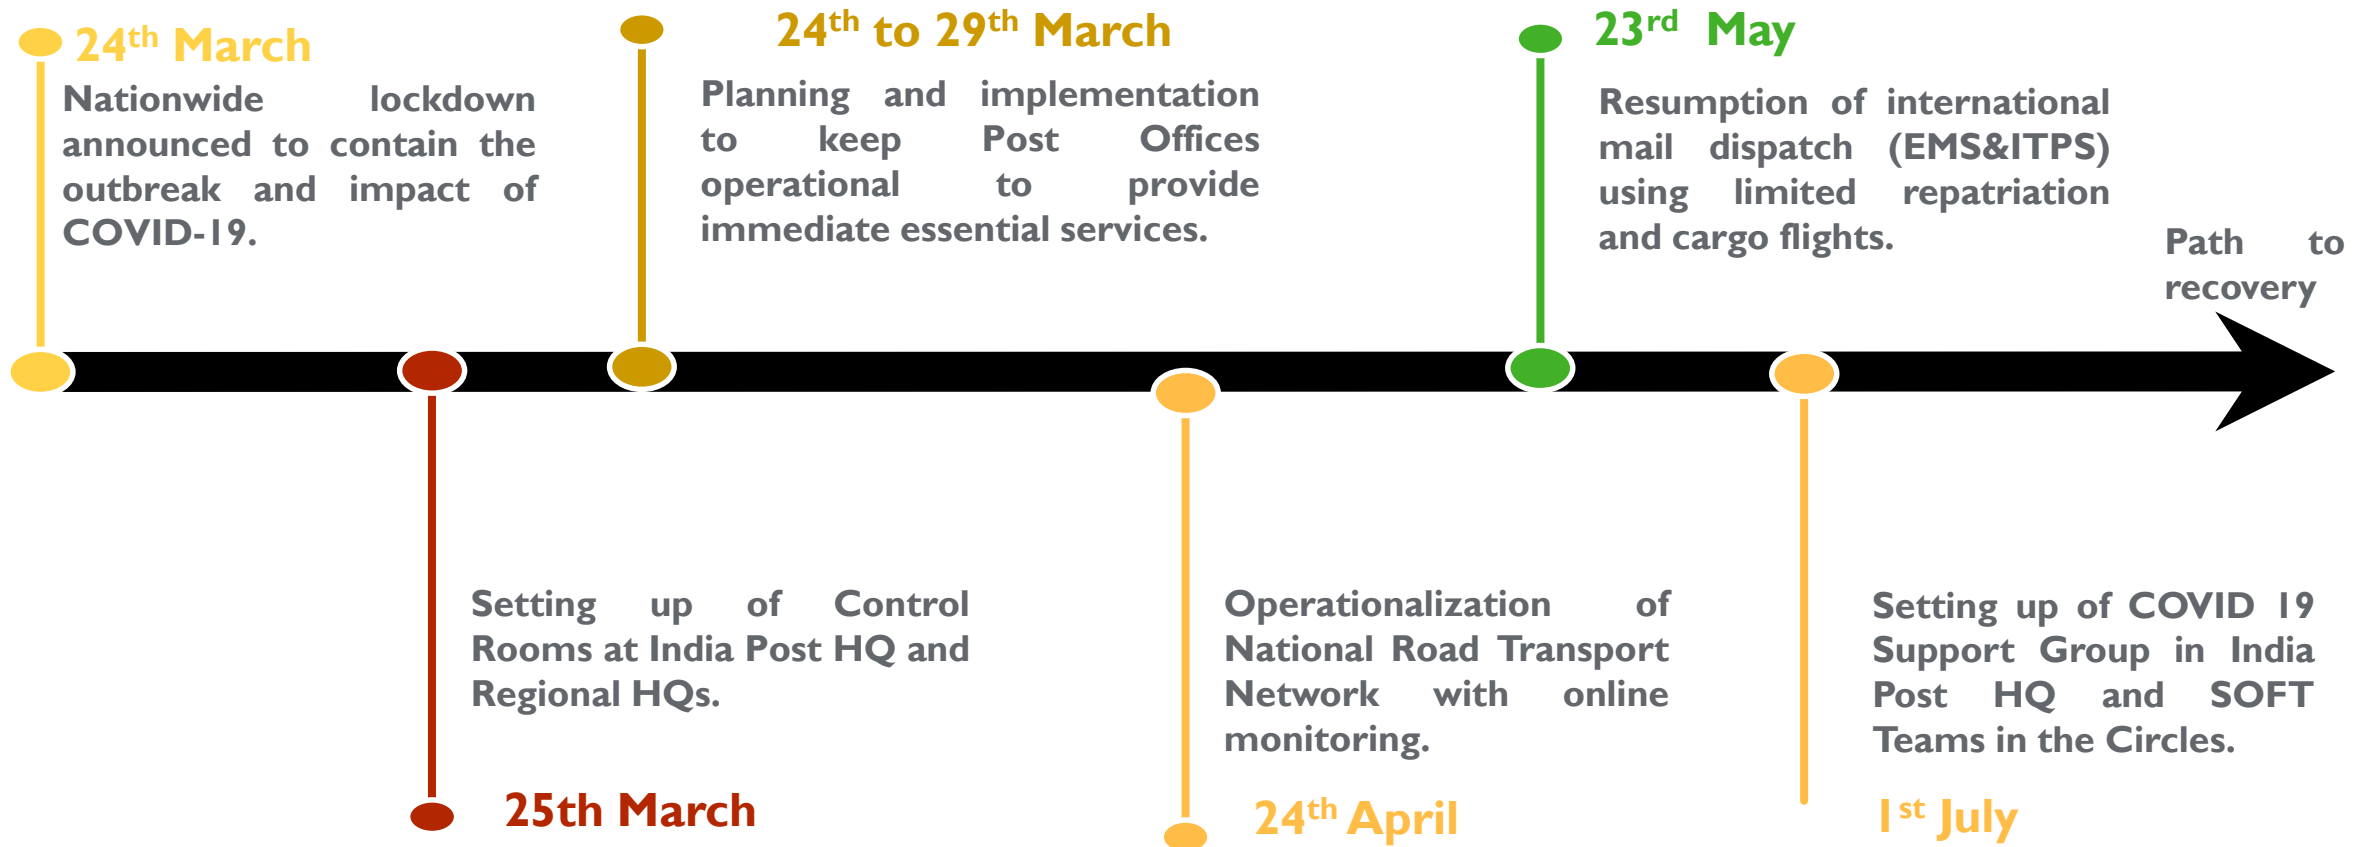 24th March
Nationwide lockdown
announced to contain the
outbreak and impact of
COVID-19.
25th March
Setting up of Control
Rooms at India Post HQ and
Regional HQs.
24th to 29th March
Planning and implementation
to keep Post Offices
operational to provide
immediate essential services.
24th April
Operationalization of
National Road Transport
Network with online
monitoring.
23rd May
Resumption of international
mail dispatch (EMS&ITPS)
using limited repatriation
and cargo flights.
1st July
Setting up of COVID 19
Support Group in India
Post HQ and SOFT
Teams in the Circles.
Path to
recovery